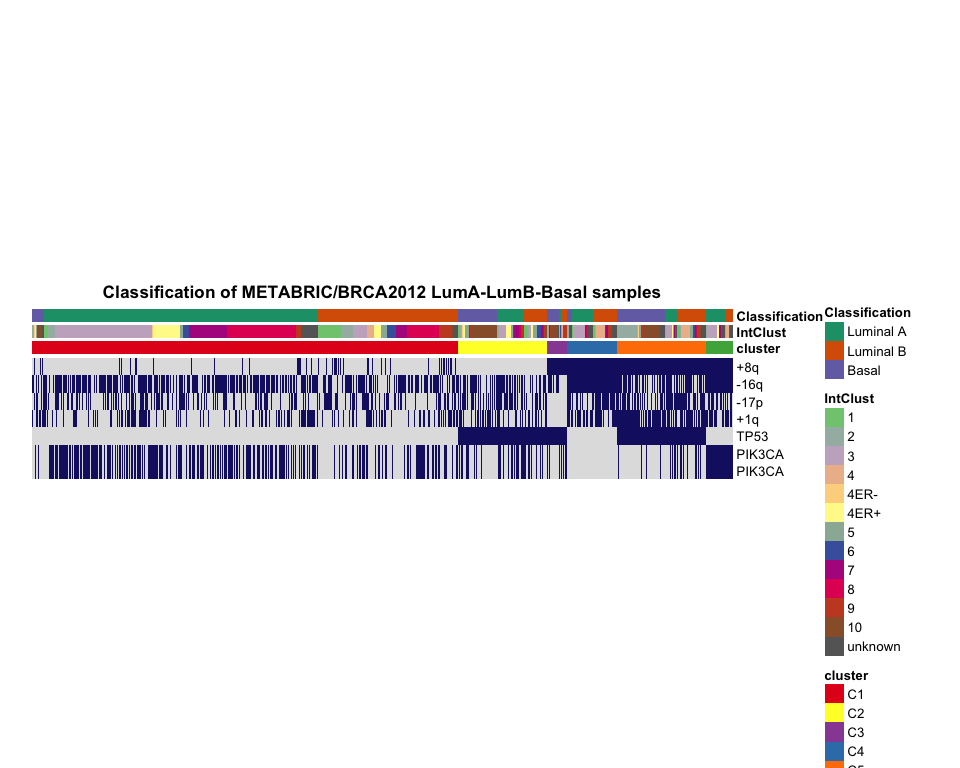 Classification of METABRIC/BRCA2012 LumA-LumB-Basal samples
Classification
IntClust
cluster
+8q
-16q
-17p
+1q
TP53
PIK3CA
PIK3CA
Classification
Luminal A
Luminal B
Basal
IntClust
1
2
3
4
4ER-
4ER+
5
6
7
8
9
10
unknown
cluster
C1
C2
C3
C4